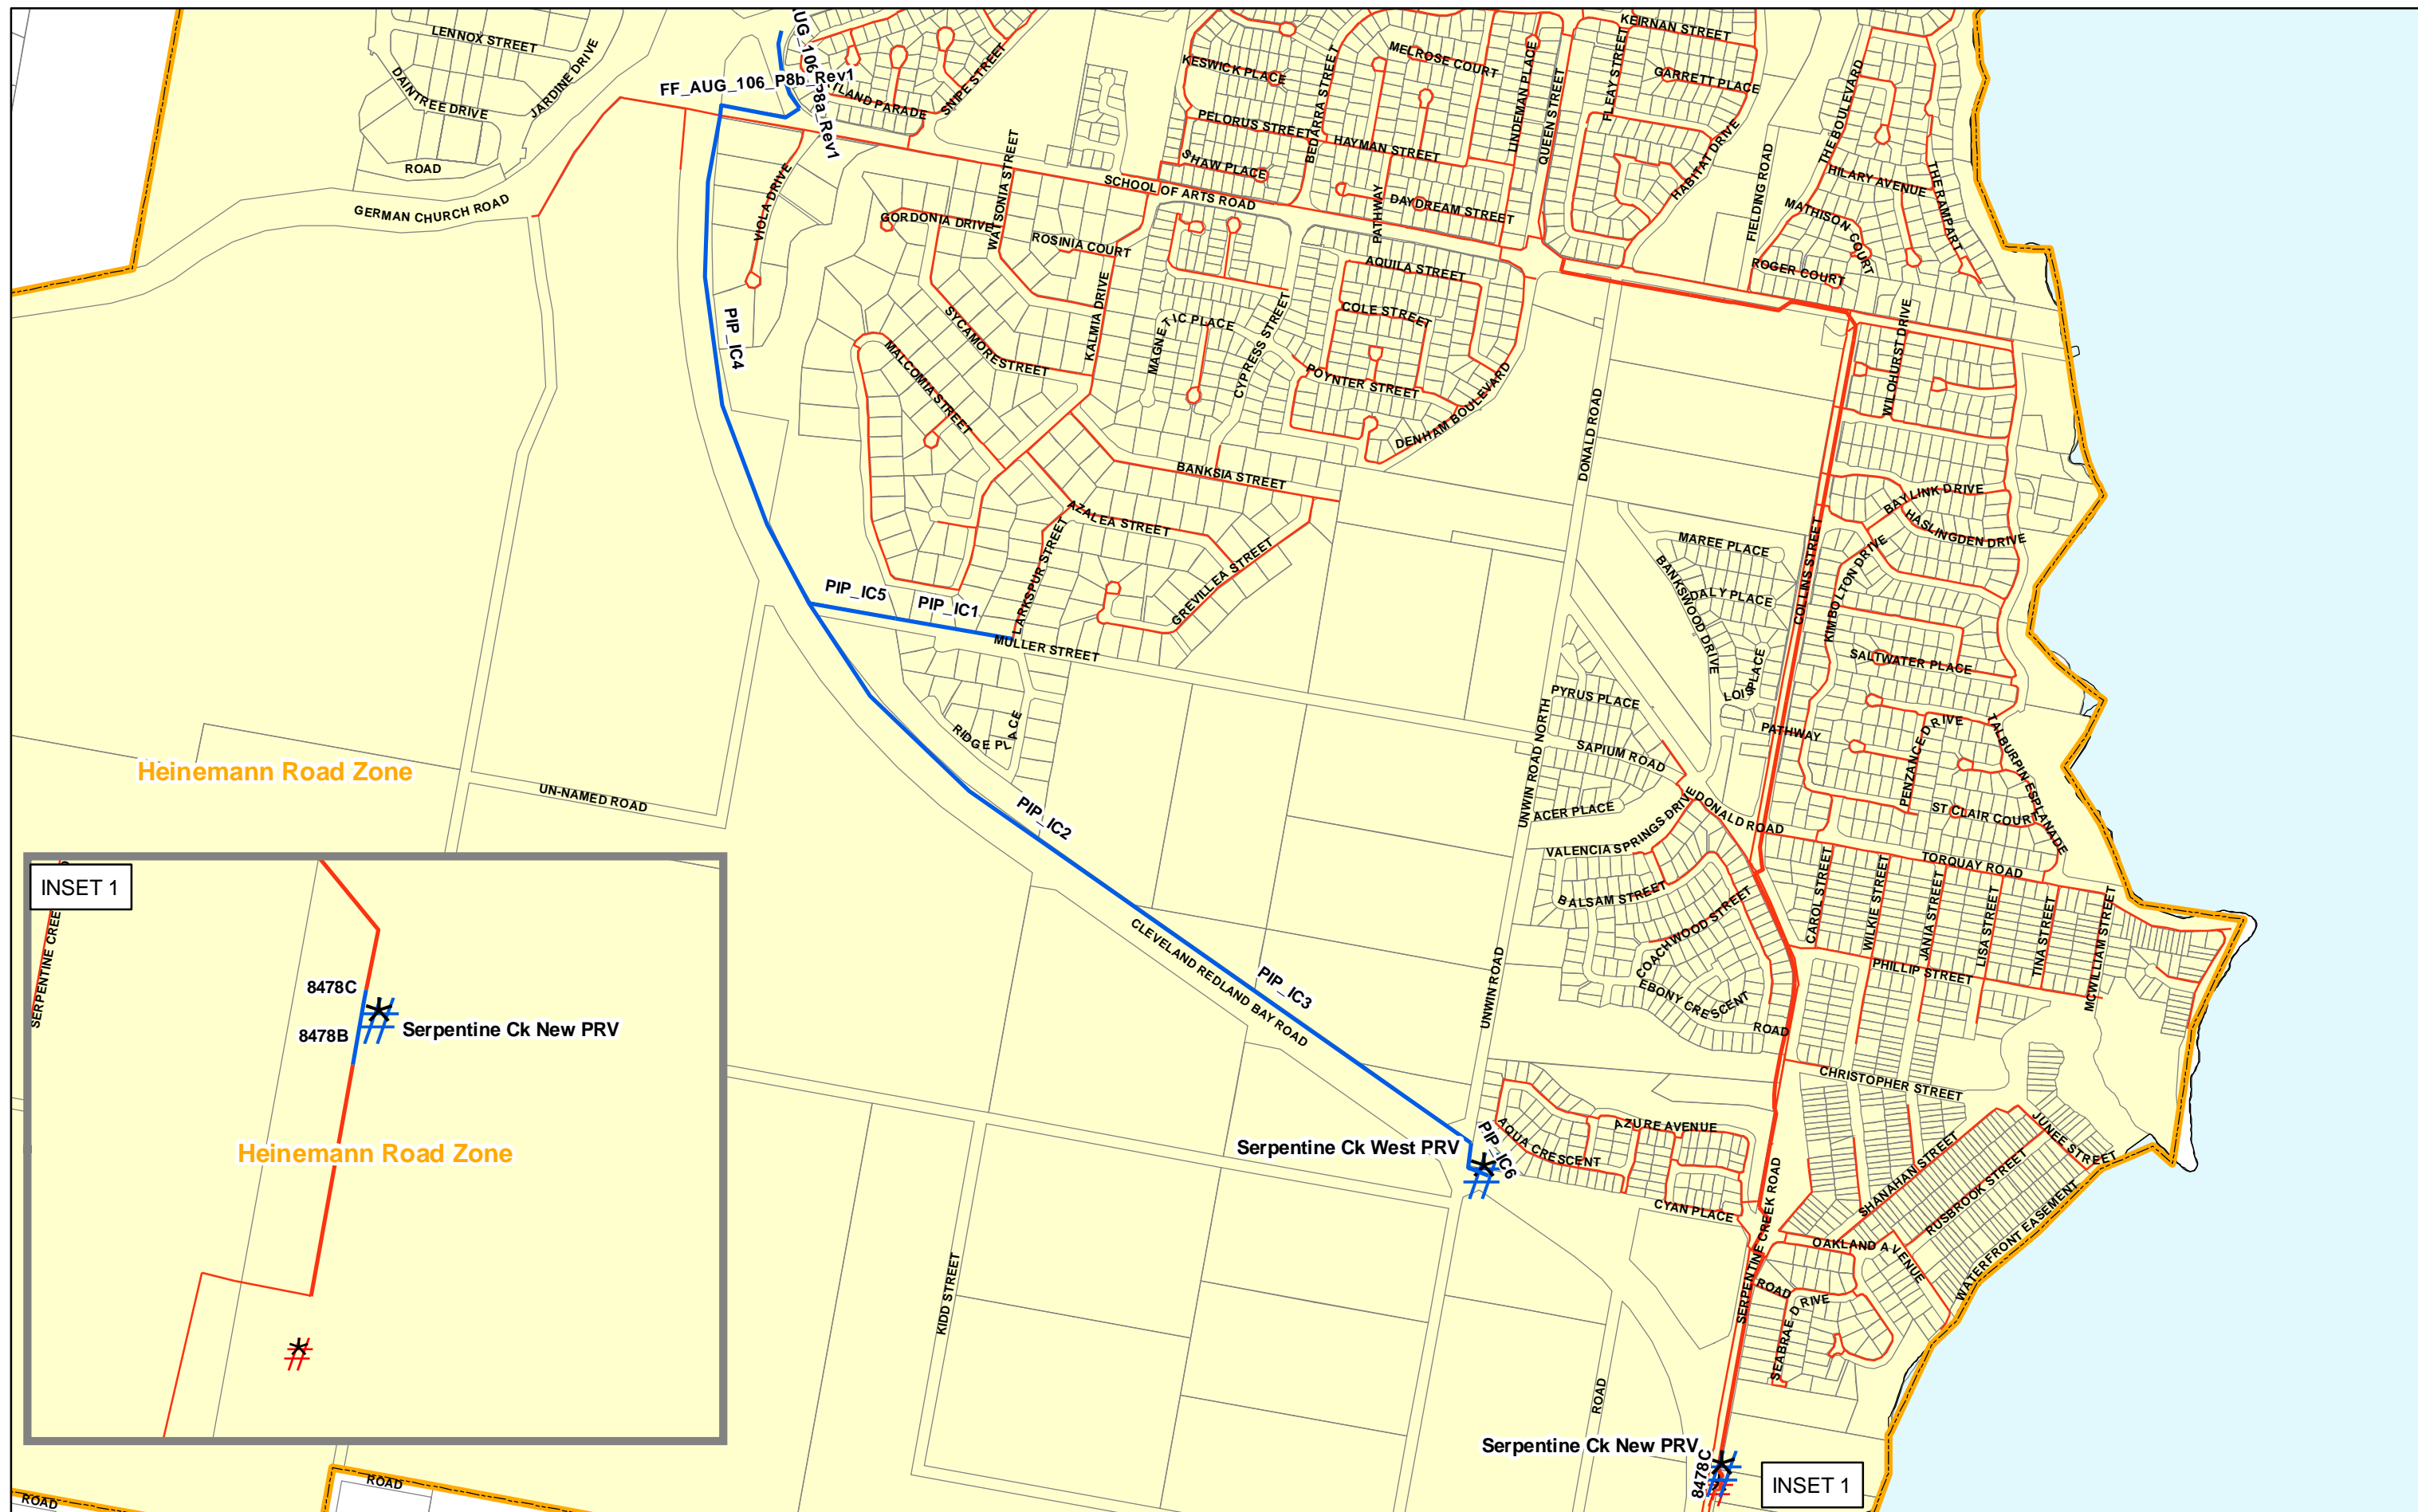 LENNOX STREET
DAINTREE DRIVE
JARDINE DRIVE
ROAD
GERMAN CHURCH ROAD
FF_AUG_106_P8b_Rev1
SNIPE STREET
VIOLA DRIVE
GORDONIA DRIVE
WATSONIA STREET
ROSINIA COURT
KALMIA DRIVE
SYCAMORE STREET
MALCOMIA STREET
PIP_IC4
KESWICK PLACE
PELORUS STREET
SHAW PLACE
SCHOOL OF ARTS ROAD
BEDARRA STREET
MELROSE COURT
HAYMAN STREET
DAYDREAM STREET
PATHWAY
LINDEMAN PLACE
QUEEN STREET
KEIRNAN STREET
FLEAY STREET
GARRETT PLACE
HABITAT DRIVE
FIELDING ROAD
THE BOULEVARD
HILARY AVENUE
THE RAMPART
MATHISON COURT
ROGER COURT
AQUILA STREET
COLE STREET
MAGNETIC PLACE
CYPRESS STREET
POYNTER STREET
DENHAM BOULEVARD
DONALD ROAD
WILOHURST DRIVE
BANKSIA STREET
AZALEA STREET
LARKSPUR STREET
GREVILLEA STREET
BAYLINK DRIVE
HASLINGDEN DRIVE
MAREE PLACE
BANKSWOOD DRIVE
DALY PLACE
COLLINS STREET
KIMBOLTON DRIVE
PIP_IC5
PIP_IC1
MULLER STREET
SALTWATER PLACE
LOIS PLACE
PYRUS PLACE
SAPIUM ROAD
PATHWAY
RIDGE PLACE
UNWIN ROAD NORTH
PENZANCE DRIVE
TALBURPIN ESPLANADE
Heinemann Road Zone
UN-NAMED ROAD
PIP_IC2
ACER PLACE
VALENCIA SPRINGS DRIVE
DONALD ROAD
ST CLAIR COURT
TORQUAY ROAD
BALSAM STREET
COACHWOOD STREET
CAROL STREET
WILKIE STREET
JANIA STREET
LISA STREET
TINA STREET
MCWILLIAM STREET
PHILLIP STREET
CLEVELAND REDLAND BAY ROAD
PIP_IC3
UNWIN ROAD
EBONY CRESCENT
ROAD
CHRISTOPHER STREET
INSET 1
8478C
8478B
Serpentine Ck New PRV
Heinemann Road Zone
Serpentine Ck West PRV
PIP_IC6
AQUA CRESCENT
AZURE AVENUE
CYAN PLACE
SERPENTINE CREEK ROAD
SHANAHAN STREET
RUSBROOK STREET
JUNEE STREET
WATERFRONT EASEMENT
OAKLAND AVENUE
ROAD
SEABRAE DRIVE
KIDD STREET
ROAD
Serpentine Ck New PRV
8478C
INSET 1
ROAD
ROAD